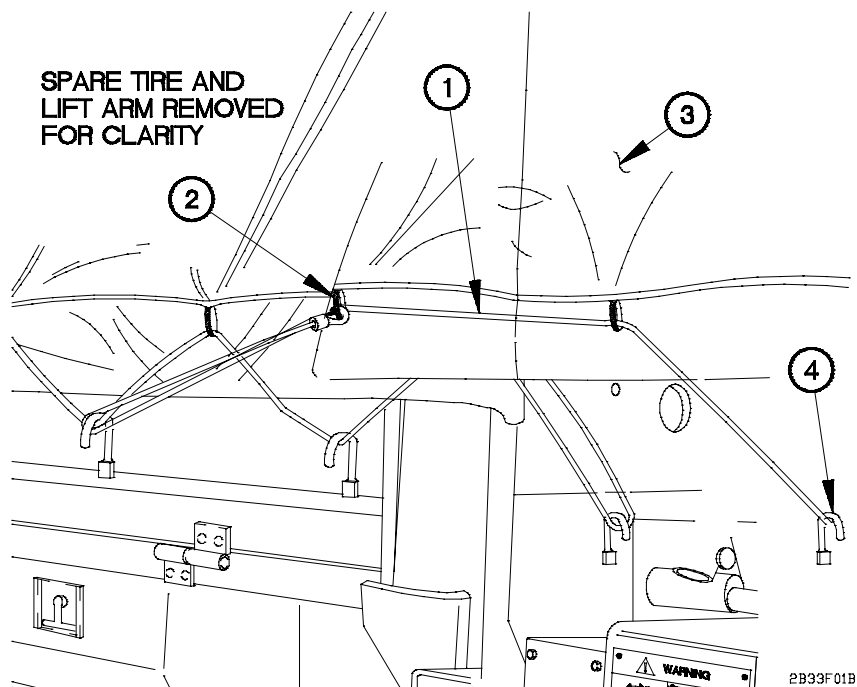 SPARE TIRE AND
LIFT ARM REMOVED
FOR CLARITY
1
3
2
4
WARNING
2B33F01B